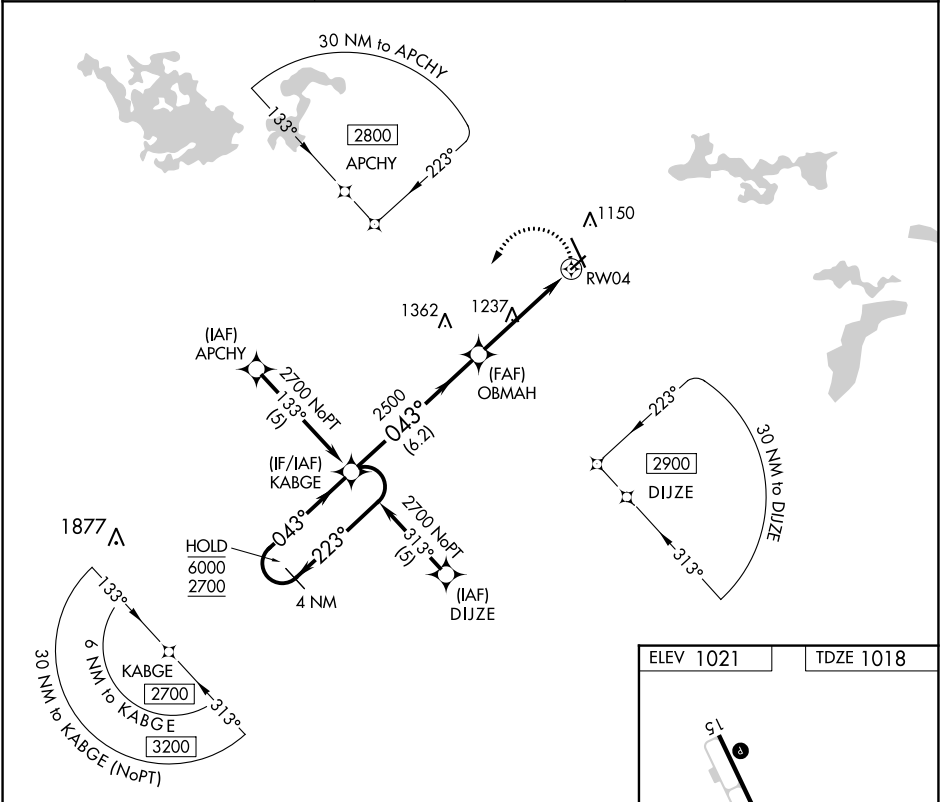 30 NM to APCHY
133°
2800
APCHY
223°
1150
RW04
1362
1237
(IAF)
APCHY
2700 NoPT
133°
(5)
2500
043°
(6.2)
(FAF)
OBMAH
(IF/IAF)
KABGE
223°
2900
DIJZE
30 NM to DIJZE
313°
1877
HOLD
6000
2700
043°
223°
4 NM
2700 NoPT
313°
(5)
(IAF)
DIJZE
133°
KABGE
2700
6 NM to KABGE
3200
30 NM to KABGE (NoPT)
313°
ELEV 1021
TDZE 1018
15
P